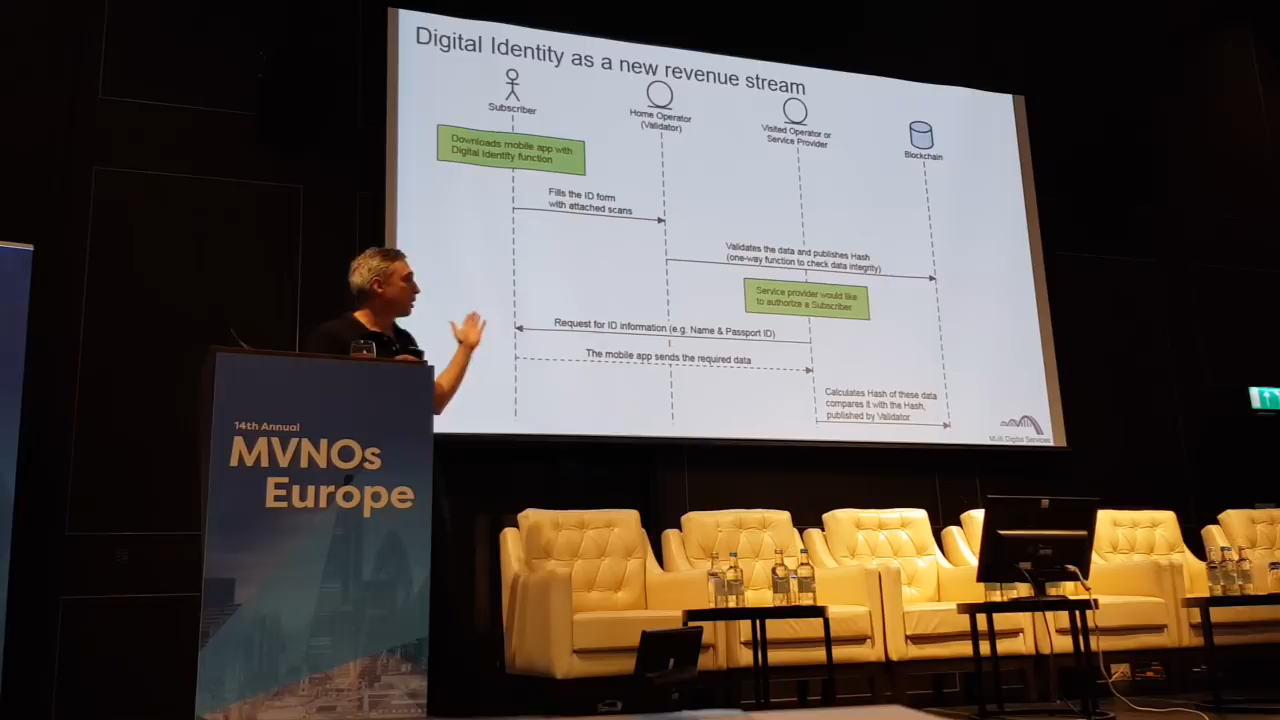 Digital Identity as a new revenue stream
Subscriber
Home Operator
(Validator)
Visited Operator or
Service Provider
Blockchain
Downloads mobile app with
Digital Identity function
Fills the ID form
with attached scans
Validates the data and publishes Hash
(one-way function to check data integrity)
Service provider would like
to authorize a Subscriber
Request for ID information (e.g. Name & Passport ID)
The mobile app sends the required data
Calculates Hash of these data
compares it with the Hash,
published by Validator
Multi Digital Services
14th Annual
MVNOs
Europe